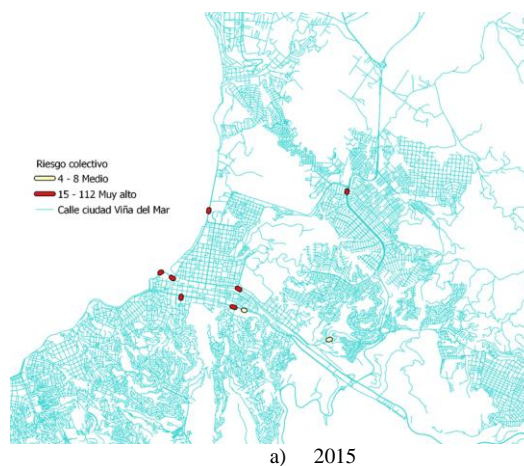 Riesgo colectivo
4 - 8 Medio
15 - 112 Muy alto
Calle ciudad Viña del Mar
a) 2015